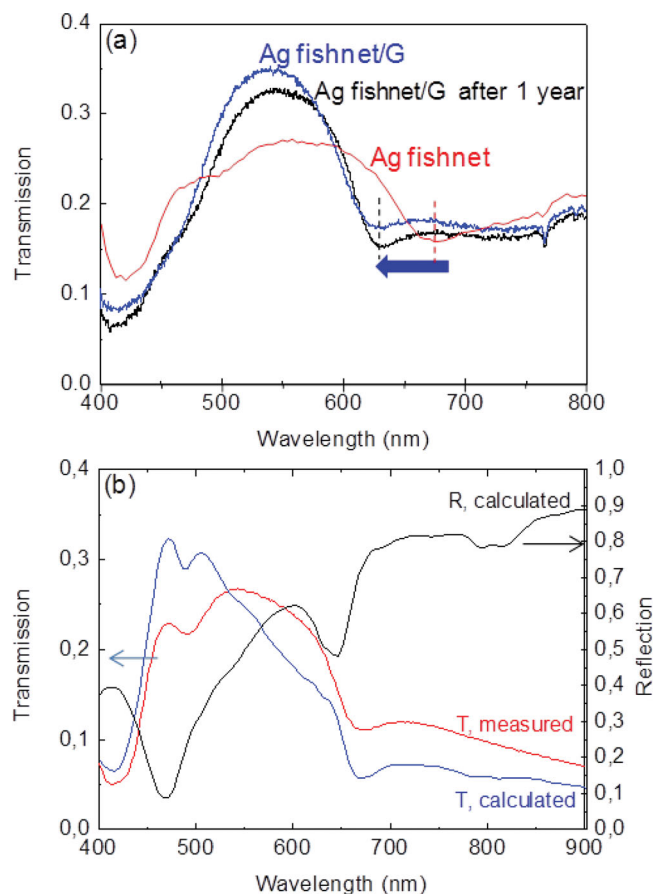 (a)
Ag fishnet/G
Ag fishnet/G after 1 year
Ag fishnet
0.4
0.3
0.2
0.1
0.0
Transmission
400 500 600 700 800
Wavelength (nm)
(b)
R, calculated
T, measured
T, calculated
0,4
0,3
0,2
0,1
0,0
Transmission
1,0
0,9
0,8
0,7
0,6
0,5
0,4
0,3
0,2
0,1
0,0
Reflection
400 500 600 700 800 900
Wavelength (nm)